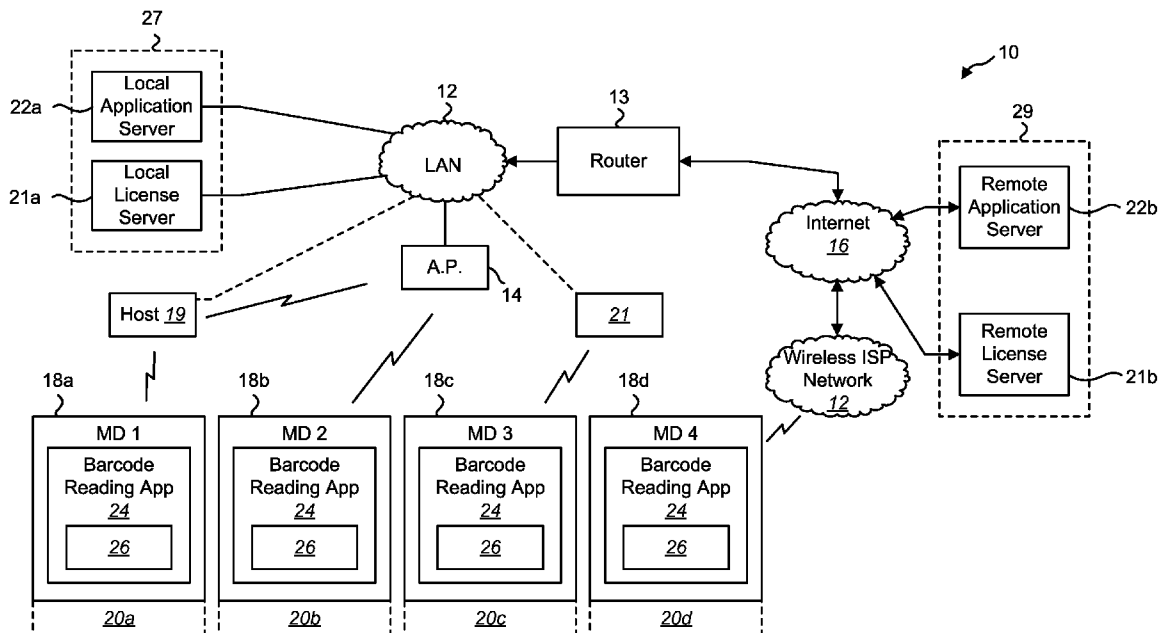 27
10
22a
Local
Application
Server
12
LAN
13
Router
29
21a
Local
License
Server
Internet
16
Remote
Application
Server
22b
A.P.
14
Host 19
21
Wireless ISP
Network
12
Remote
License
Server
21b
18a
MD 1
Barcode
Reading App
24
26
20a
18b
MD 2
Barcode
Reading App
24
26
20b
18c
MD 3
Barcode
Reading App
24
26
20c
18d
MD 4
Barcode
Reading App
24
26
20d